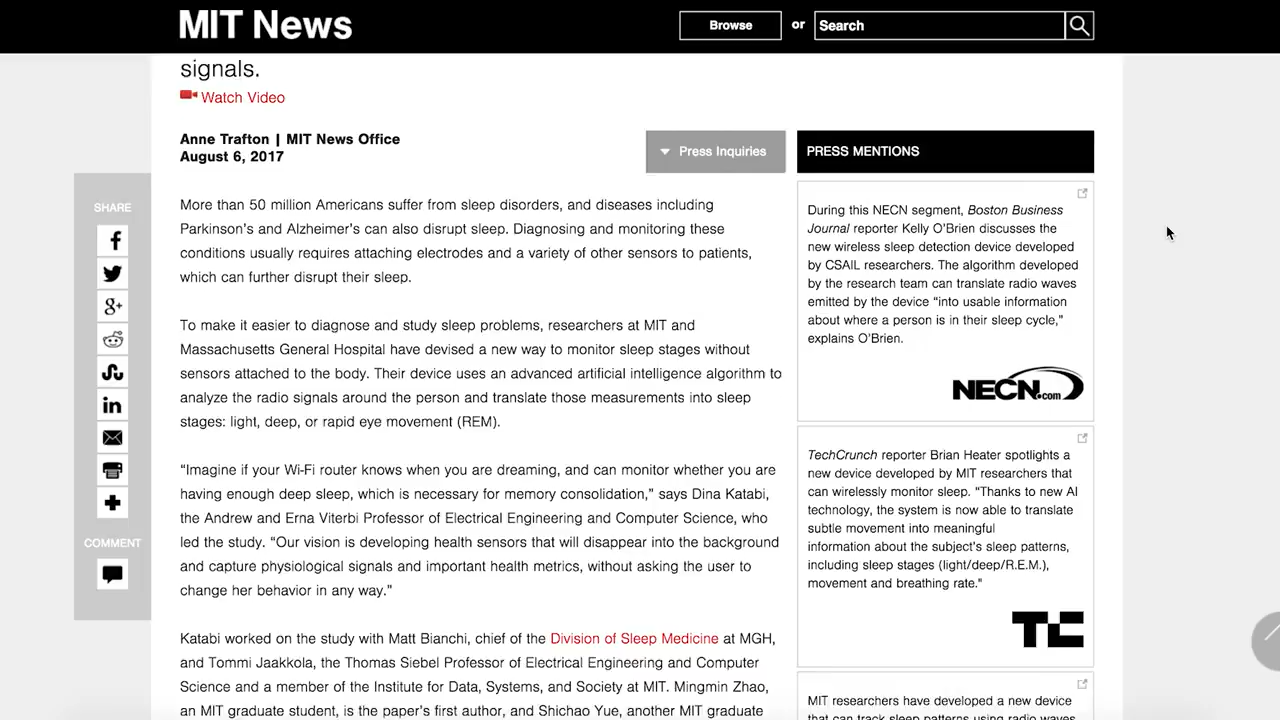 MIT News
Browse
or
Search
signals.
Watch Video
Anne Trafton | MIT News Office
August 6, 2017
Press Inquiries
SHARE
COMMENT
More than 50 million Americans suffer from sleep disorders, and diseases including
Parkinson's and Alzheimer's can also disrupt sleep. Diagnosing and monitoring these
conditions usually requires attaching electrodes and a variety of other sensors to patients,
which can further disrupt their sleep.
To make it easier to diagnose and study sleep problems, researchers at MIT and
Massachusetts General Hospital have devised a new way to monitor sleep stages without
sensors attached to the body. Their device uses an advanced artificial intelligence algorithm to
analyze the radio signals around the person and translate those measurements into sleep
stages: light, deep, or rapid eye movement (REM).
“Imagine if your Wi-Fi router knows when you are dreaming, and can monitor whether you are
having enough deep sleep, which is necessary for memory consolidation,” says Dina Katabi,
the Andrew and Erna Viterbi Professor of Electrical Engineering and Computer Science, who
led the study. “Our vision is developing health sensors that will disappear into the background
and capture physiological signals and important health metrics, without asking the user to
change her behavior in any way.”
Katabi worked on the study with Matt Bianchi, chief of the Division of Sleep Medicine at MGH,
and Tommi Jaakkola, the Thomas Siebel Professor of Electrical Engineering and Computer
Science and a member of the Institute for Data, Systems, and Society at MIT. Mingmin Zhao,
an MIT graduate student, is the paper's first author, and Shichao Yue, another MIT graduate
PRESS MENTIONS
During this NECN segment, Boston Business
Journal reporter Kelly O’Brien discusses the
new wireless sleep detection device developed
by CSAIL researchers. The algorithm developed
by the research team can translate radio waves
emitted by the device “into usable information
about where a person is in their sleep cycle,”
explains O’Brien.
NECN.com
TechCrunch reporter Brian Heater spotlights a
new device developed by MIT researchers that
can wirelessly monitor sleep. “Thanks to new AI
technology, the system is now able to translate
subtle movement into meaningful
information about the subject's sleep patterns,
including sleep stages (light/deep/R.E.M.),
movement and breathing rate."
TC
MIT researchers have developed a new device
that can track sleep patterns using radio waves